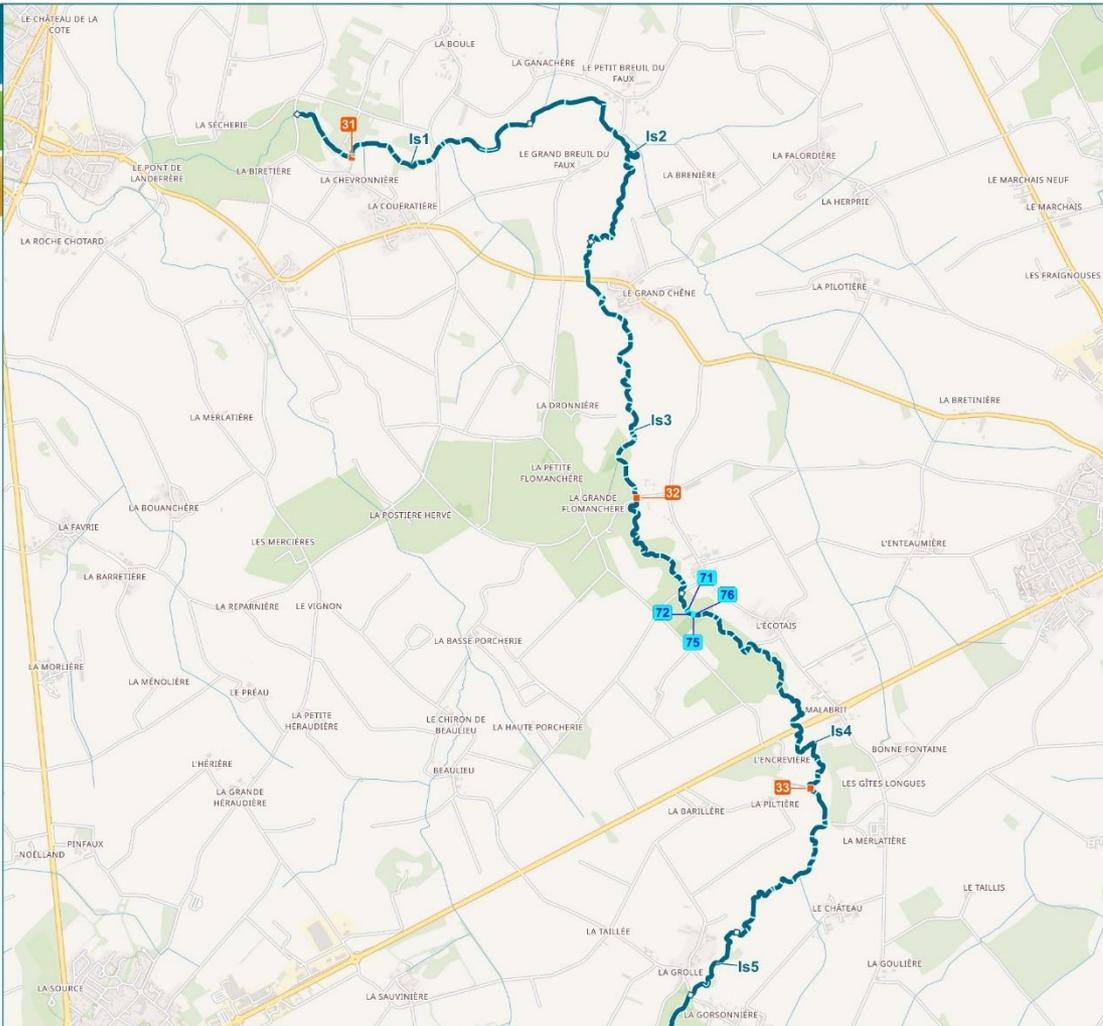 LE CHÂTEAU DE LA
COTE
LA BOULE
LA GANACHÈRE
LE PETIT BREUIL DU
FAUX
LA SÉCHERIE
31
Is1
Is2
LE PONT DE
LANDEFRÈRE
LA BIRETIÈRE
LA CHEVRONNIÈRE
LE GRAND BREUIL DU
FAUX
LA BRENIÈRE
LA FALORDIÈRE
LE MARCHAIS NEUF
LA COUËRATIÈRE
LA HERPRIE
LE MARCHAIS
LA ROCHE CHOTARD
LES FRAIGNOUSES
LE GRAND CHÊNE
LA PILOTIÈRE
LA BRETINIÈRE
LA DRONNIÈRE
LA MERLATIÈRE
Is3
LA PETITE
FLOMANCHÈRE
32
LA GRANDE
FLOMANCHÈRE
LA BOUANCHÈRE
LA POSTIÈRE HERVÉ
LA FAVRIE
LES MERCIÈRES
L'ENTEAUMIÈRE
LA BARRETIÈRE
71
76
LA REPARNIÈRE
LE VIGNON
72
L'ÉCOTAIS
75
LA BASSE PORCHERIE
LA MORLIÈRE
LA MÉNOLIÈRE
LE PRÉAU
MALABRIT
LA PETITE
HÉRAUDIÈRE
LE CHIRON DE
BEAULIEU
LA HAUTE PORCHERIE
Is4
BONNE FONTAINE
L'HÉRIÈRE
BEAULIEU
L'ENCREVIÈRE
LES GÎTES LONGUES
33
LA GRANDE
HÉRAUDIÈRE
LA BARILLÈRE
LA PILTIÈRE
LA MERLATIÈRE
PINFAUX
NOËLLAND
LE TAILLIS
LE CHÂTEAU
LA TAILLÉE
LA GOULIÈRE
LA GROLLE
Is5
LA SOURCE
LA SAUVINIÈRE
LA GORSONNIÈRE